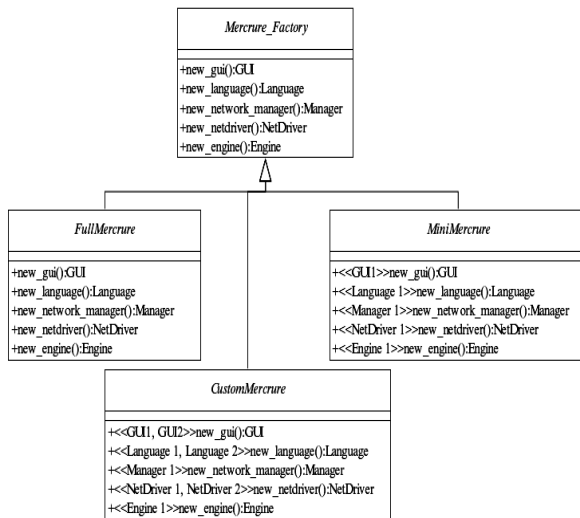 Mercrure_Factory
+new_gui():GUI
+new_language():Language
+new_network_manager():Manager
+new_netdriver():NetDriver
+new_engine():Engine
FullMercrure
+new_gui():GUI
+new_language():Language
+new_network_manager():Manager
+new_netdriver():NetDriver
+new_engine():Engine
MiniMercrure
+<<GUI1>>new_gui():GUI
+<<Language 1>>new_language():Language
+<<Manager 1>>new_network_manager():Manager
+<<NetDriver 1>>new_netdriver():NetDriver
+<<Engine 1>>new_engine():Engine
CustomMercrure
+<<GUI1, GUI2>>new_gui():GUI
+<<Language 1, Language 2>>new_language():Language
+<<Manager 1>>new_network_manager():Manager
+<<NetDriver 1, NetDriver 2>>new_netdriver():NetDriver
+<<Engine 1>>new_engine():Engine